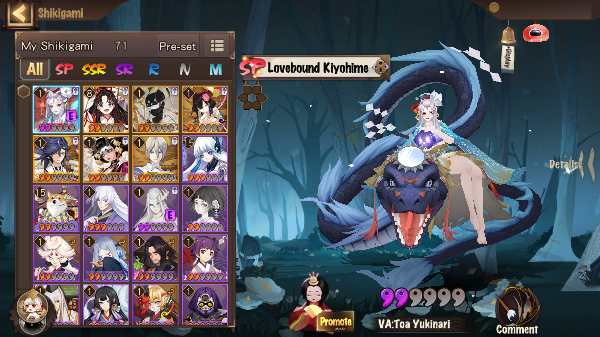 Shikigami
My Shikigami 71 Pre-set
All SP SSR SR R N M
SP Lovebound Kiyohime
Display
Details
Promote
VA:Toa Yukinari
Comment